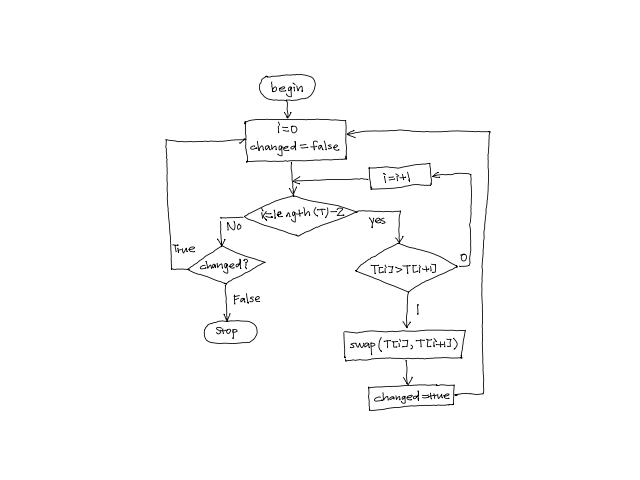 begin
i=0
changed=false
i=i+1
i<=length(T)-2
No
yes
True
changed?
T[i]>T[i+1]
0
False
1
Stop
swap(T[i],T[i+1])
changed=true